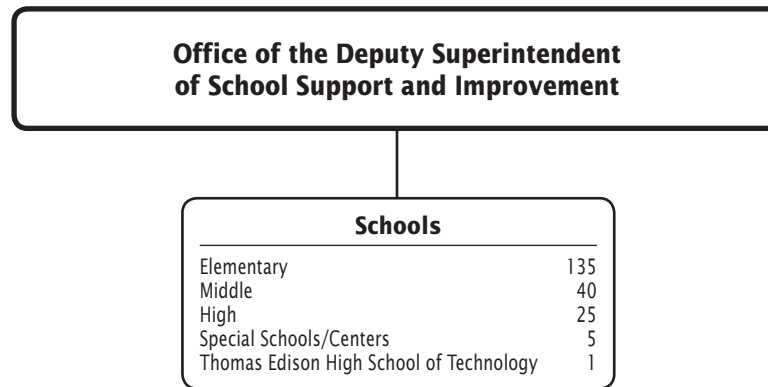 Office of the Deputy Superintendent
of School Support and Improvement
Schools
Elementary 135
Middle 40
High 25
Special Schools/Centers 5
Thomas Edison High School of Technology 1